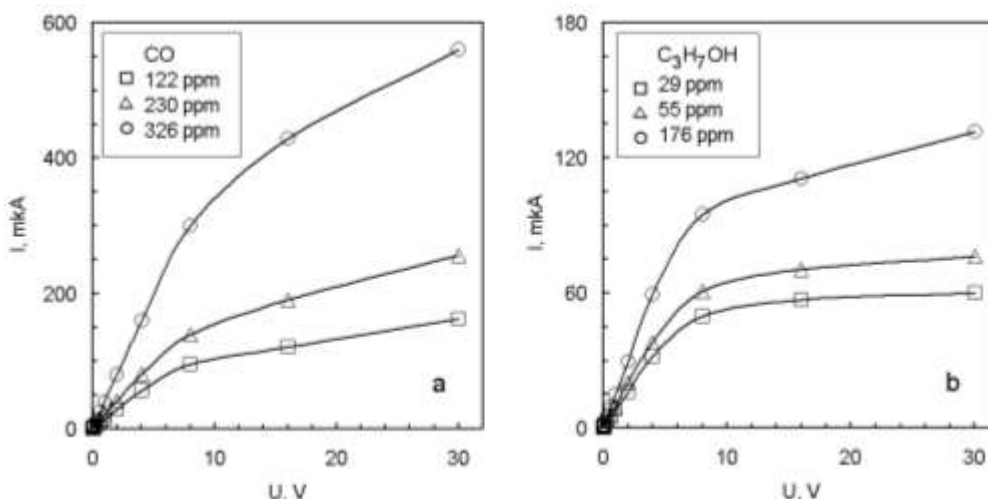 600
400
200
0
I, mkA
CO
122 ppm
230 ppm
326 ppm
a
0
10
20
30
U, V
180
120
60
0
I, mkA
C₃H₇OH
29 ppm
55 ppm
176 ppm
b
0
10
20
30
U, V